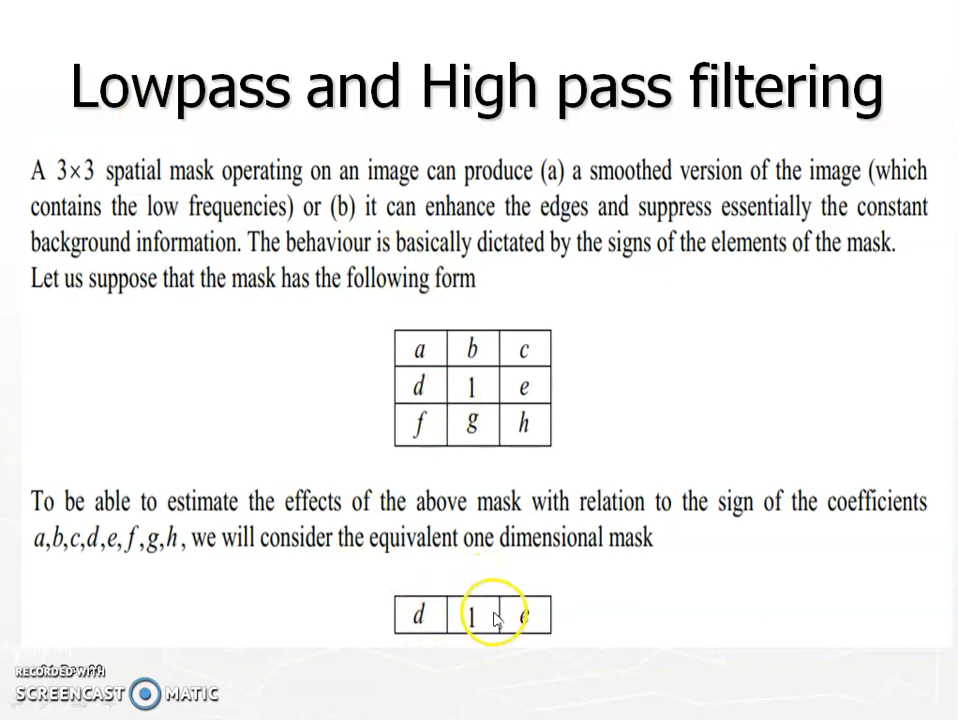 Lowpass and High pass filtering
A 3×3 spatial mask operating on an image can produce (a) a smoothed version of the image (which
contains the low frequencies) or (b) it can enhance the edges and suppress essentially the constant
background information. The behaviour is basically dictated by the signs of the elements of the mask.
Let us suppose that the mask has the following form
a b c
d 1 e
f g h
To be able to estimate the effects of the above mask with relation to the sign of the coefficients
a,b,c,d,e,f,g,h, we will consider the equivalent one dimensional mask
d 1 e
RECORDED WITH
SCREENCAST MATIC